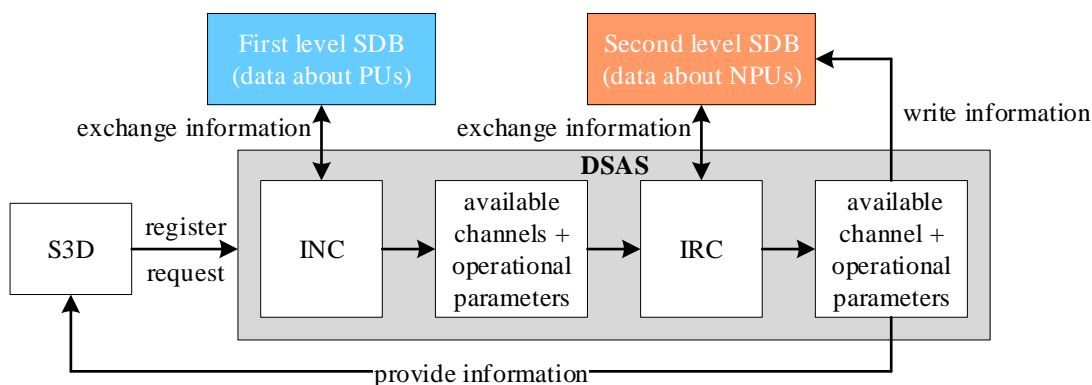 First level SDB
(data about PUs)
Second level SDB
(data about NPUs)
exchange information
exchange information
write information
DSAS
S3D
register
request
INC
available
channels +
operational
parameters
IRC
available
channel +
operational
parameters
provide information